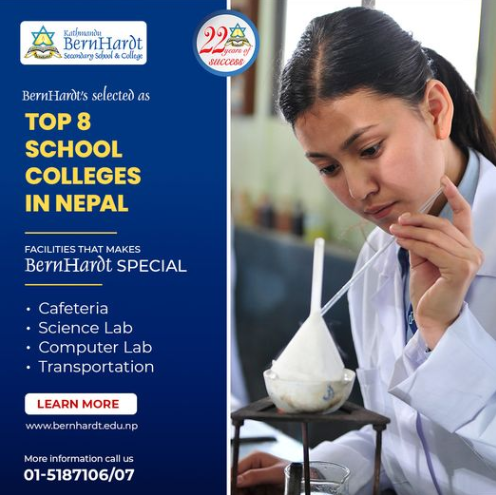 Kathmandu
BernHardt
Secondary School & College
22
years of
success
BernHardt's selected as
TOP 8
SCHOOL
COLLEGES
IN NEPAL
FACILITIES THAT MAKES
BernHardt SPECIAL
• Cafeteria
• Science Lab
• Computer Lab
• Transportation
LEARN MORE
www.bernhardt.edu.np
More information call us
01-5187106/07